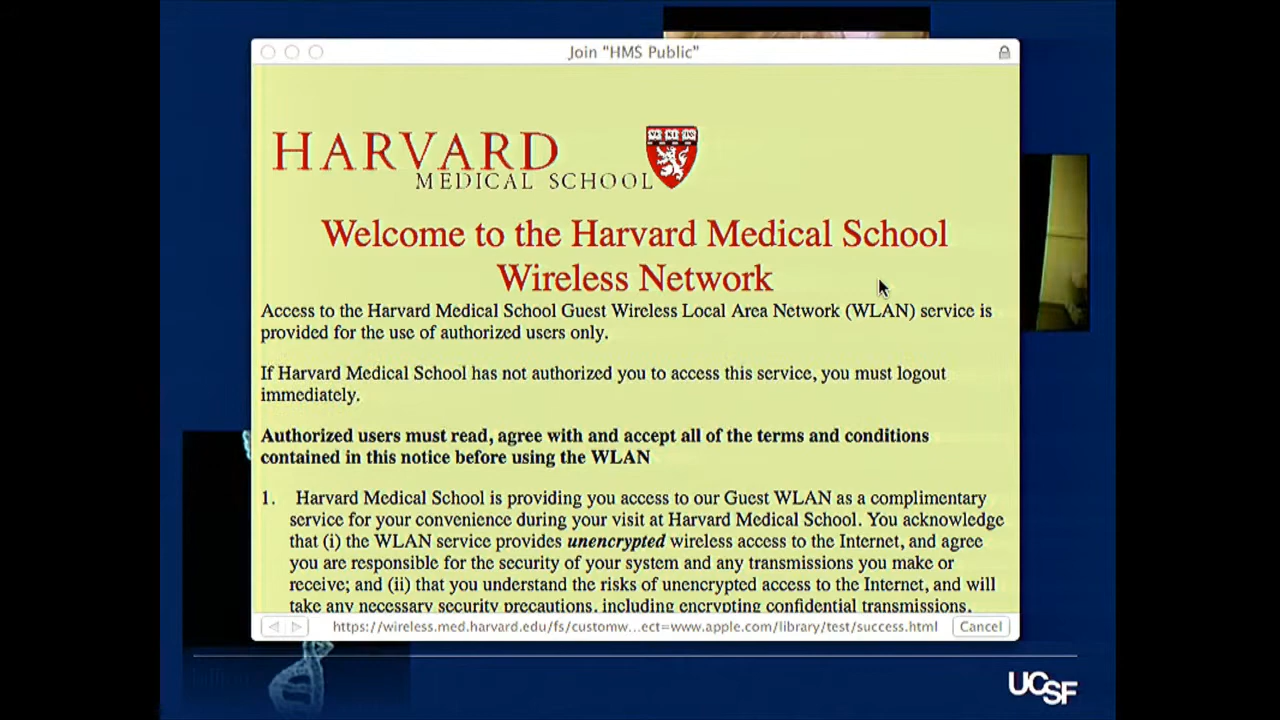 Join "HMS Public"
HARVARD
MEDICAL SCHOOL
VE RI TAS
Welcome to the Harvard Medical School
Wireless Network
Access to the Harvard Medical School Guest Wireless Local Area Network (WLAN) service is
provided for the use of authorized users only.
If Harvard Medical School has not authorized you to access this service, you must logout
immediately.
Authorized users must read, agree with and accept all of the terms and conditions
contained in this notice before using the WLAN
1. Harvard Medical School is providing you access to our Guest WLAN as a complimentary
service for your convenience during your visit at Harvard Medical School. You acknowledge
that (i) the WLAN service provides unencrypted wireless access to the Internet, and agree
you are responsible for the security of your system and any transmissions you make or
receive; and (ii) that you understand the risks of unencrypted access to the Internet, and will
take any necessary security precautions, including encrypting confidential transmissions,
https://wireless.med.harvard.edu/fs/customw...ect=www.apple.com/library/test/success.html
Cancel
UCSF